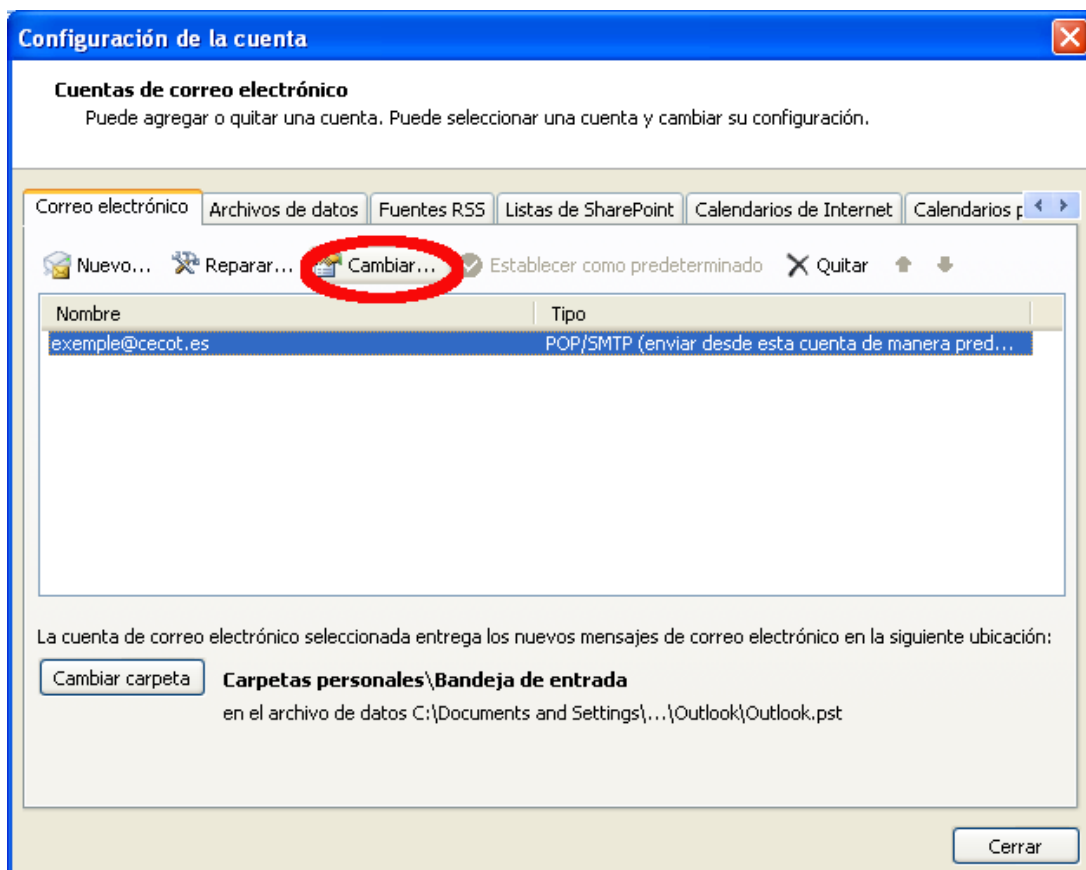 Configuración de la cuenta
Cuentas de correo electrónico
Puede agregar o quitar una cuenta. Puede seleccionar una cuenta y cambiar su configuración.
Correo electrónico Archivos de datos Fuentes RSS Listas de SharePoint Calendarios de Internet Calendarios p
Nuevo... Reparar... Cambiar... Establecer como predeterminado Quitar
Nombre Tipo
exemple@cecot.es POP/SMTP (enviar desde esta cuenta de manera pred...
La cuenta de correo electrónico seleccionada entrega los nuevos mensajes de correo electrónico en la siguiente ubicación:
Cambiar carpeta Carpetas personales\Bandeja de entrada
en el archivo de datos C:\Documents and Settings\...\Outlook\Outlook.pst
Cerrar